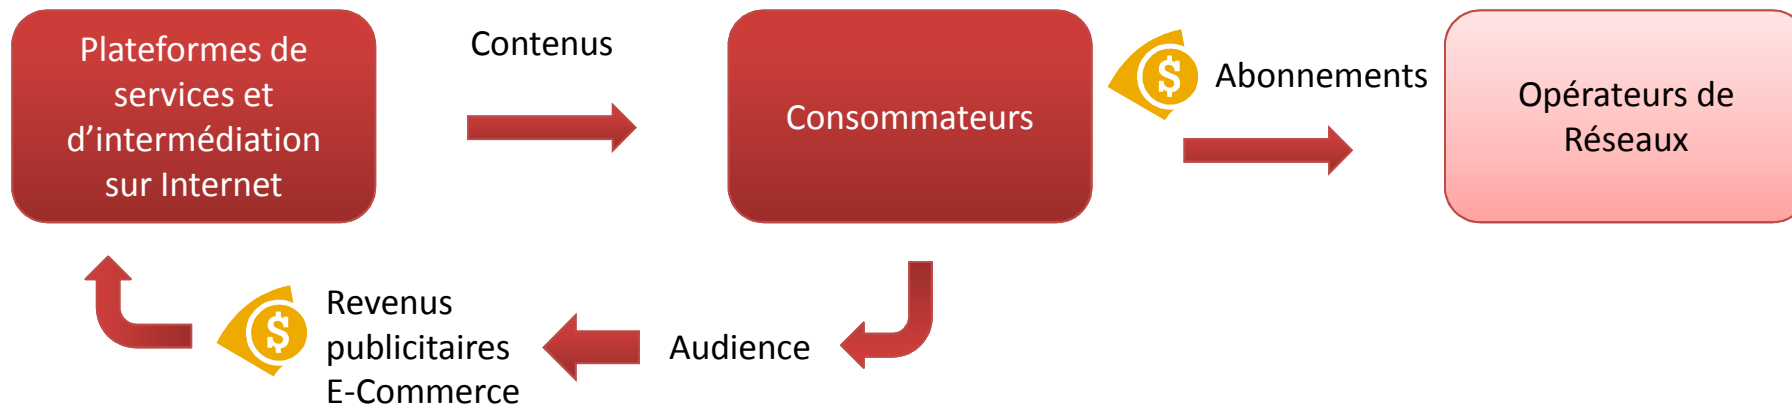 Plateformes de
services et
d’intermédiation
sur Internet
Contenus
Consommateurs
$ Abonnements
Opérateurs de
Réseaux
$
Revenus
publicitaires
E-Commerce
Audience